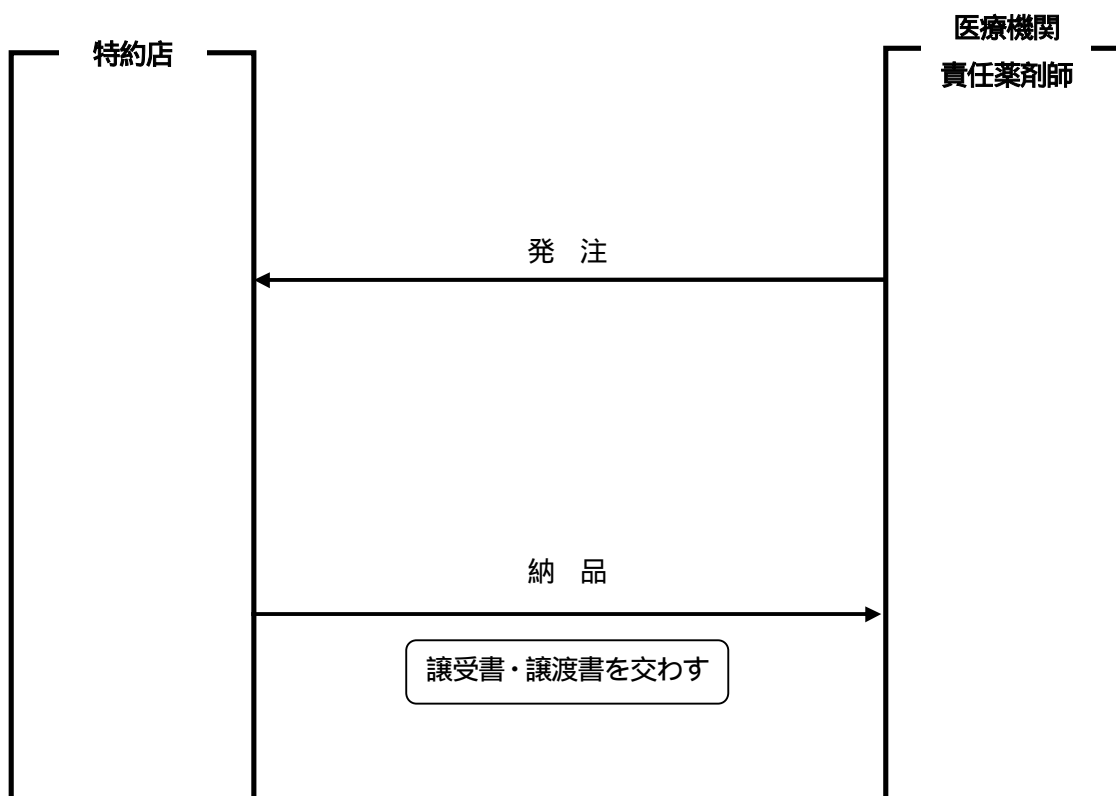 特約店
医療機関
責任薬剤師
発 注
納 品
譲受書・譲渡書を交わす